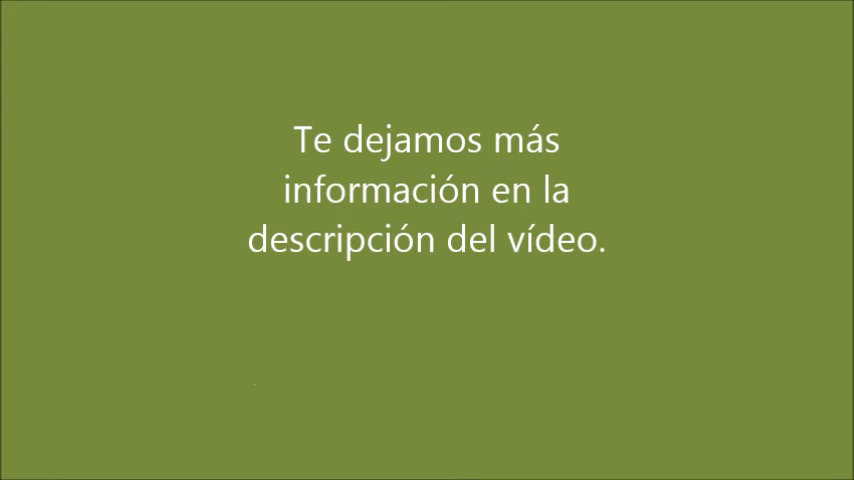 Te dejamos más
información en la
descripción del vídeo.